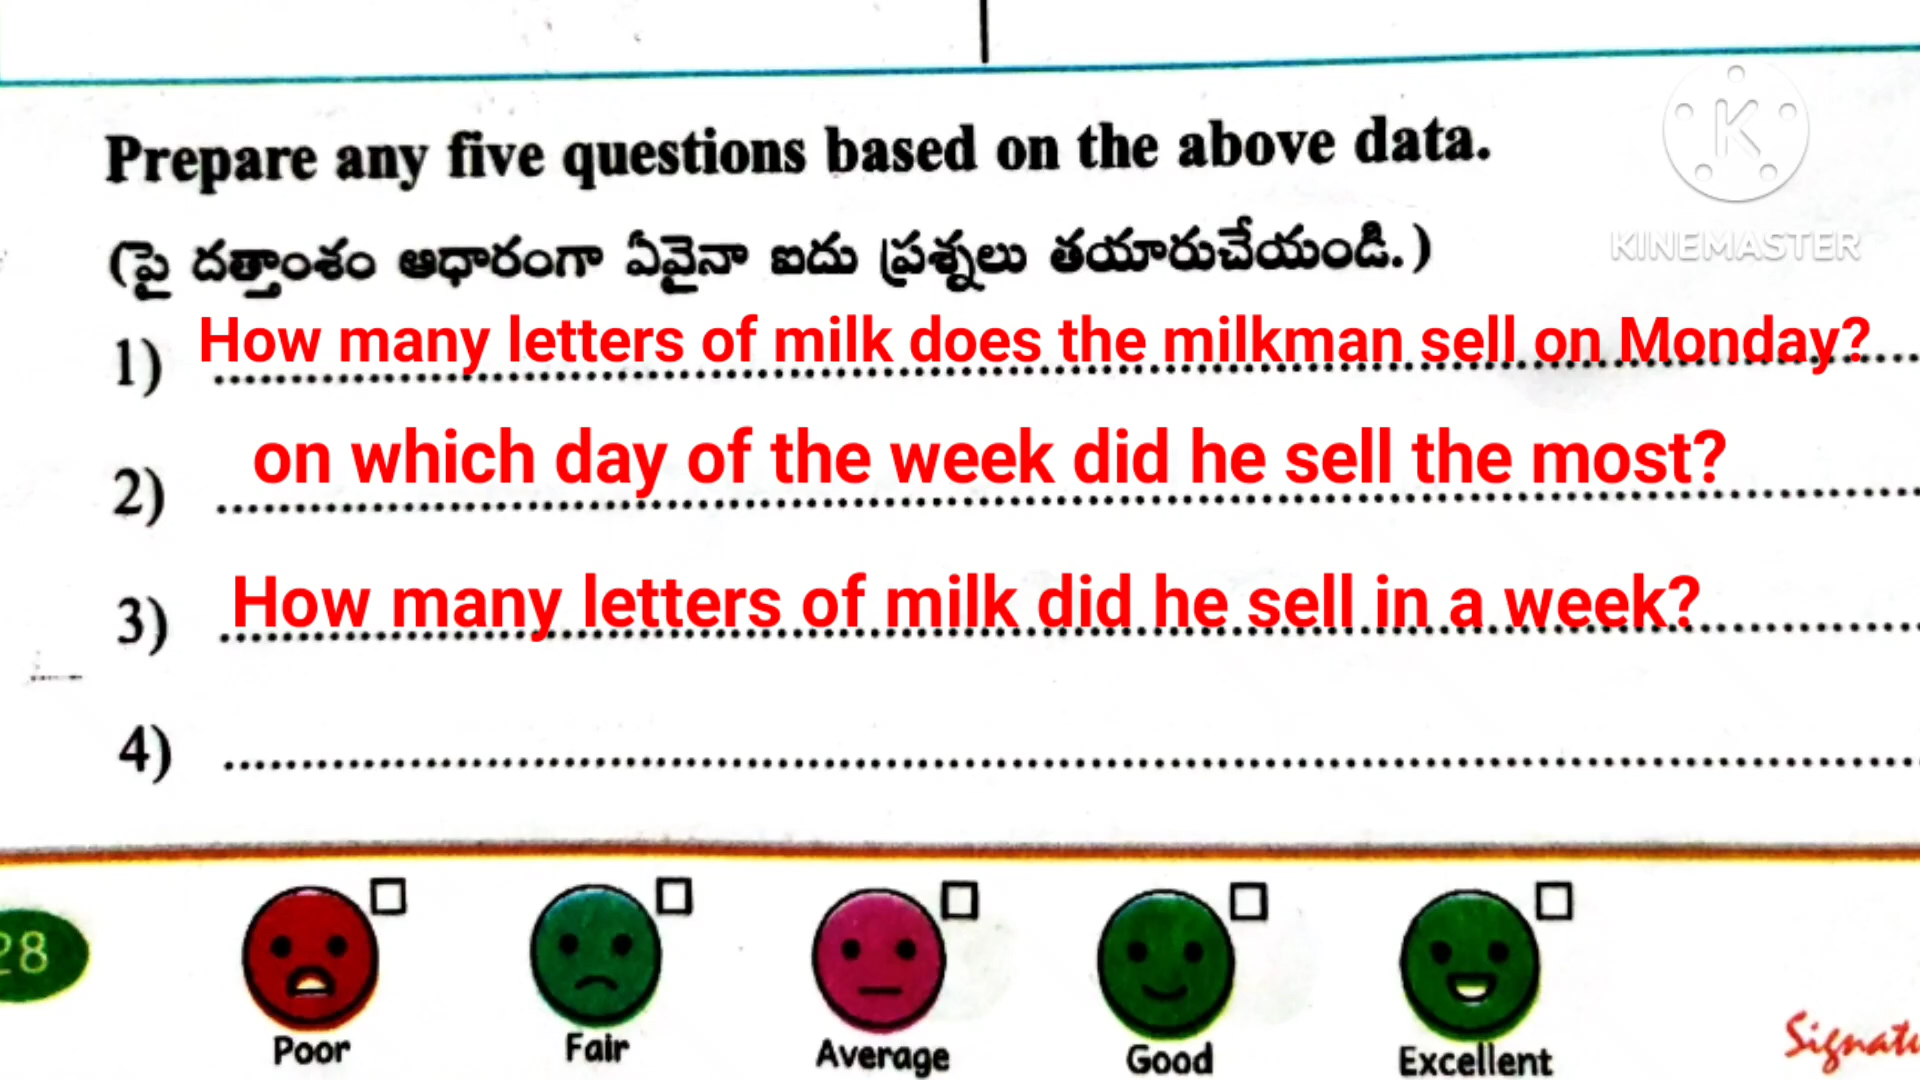 Prepare any five questions based on the above data.
KINEMASTER
(పై దత్తాంశం ఆధారంగా ఏవైనా ఐదు ప్రశ్నలు తయారుచేయండి.)
1) How many letters of milk does the milkman sell on Monday?
2) on which day of the week did he sell the most?
3) How many letters of milk did he sell in a week?
4)
28
Poor Fair Average Good Excellent